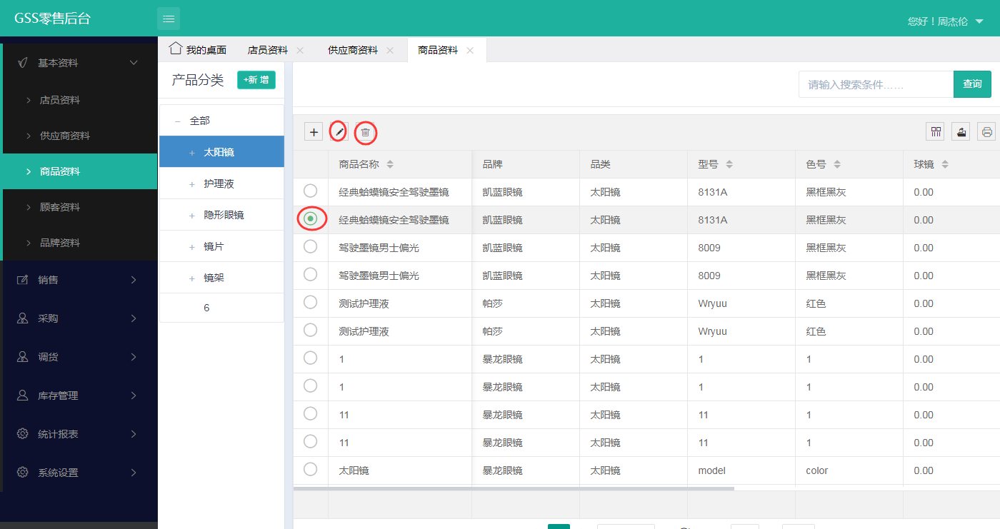 GSS零售后台
您好！周杰伦
基本资料
店员资料
供应商资料
商品资料
顾客资料
品牌资料
销售
采购
调货
库存管理
统计报表
系统设置
我的桌面 店员资料 供应商资料 商品资料
产品分类 +新 增
全部
太阳镜
护理液
隐形眼镜
镜片
镜架
6
请输入搜索条件…… 查询
商品名称 品牌 品类 型号 色号 球镜
经典蛤蟆镜安全驾驶墨镜 凯蓝眼镜 太阳镜 8131A 黑框黑灰 0.00
经典蛤蟆镜安全驾驶墨镜 凯蓝眼镜 太阳镜 8131A 黑框黑灰 0.00
驾驶墨镜男士偏光 凯蓝眼镜 太阳镜 8009 黑框黑灰 0.00
驾驶墨镜男士偏光 凯蓝眼镜 太阳镜 8009 黑框黑灰 0.00
测试护理液 帕莎 太阳镜 Wryuu 红色 0.00
测试护理液 帕莎 太阳镜 Wryuu 红色 0.00
1 暴龙眼镜 太阳镜 1 1 0.00
1 暴龙眼镜 太阳镜 1 1 0.00
11 暴龙眼镜 太阳镜 11 1 0.00
11 暴龙眼镜 太阳镜 11 1 0.00
太阳镜 暴龙眼镜 太阳镜 model color 0.00